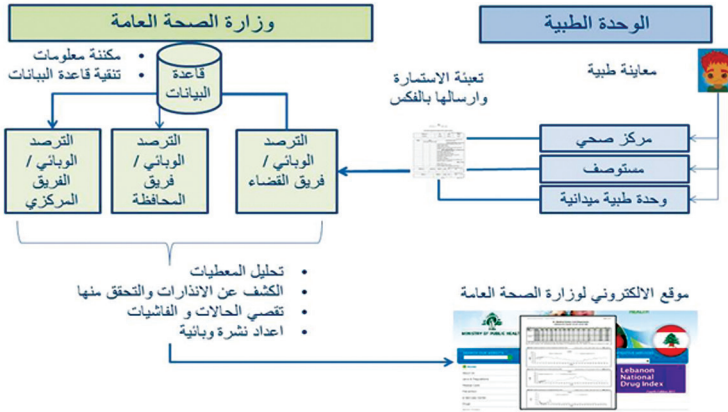 الوحدة الطبية
معاينة طبية
مركز صحي
مستوصف
وحدة طبية ميدانية
تعبئة الاستمارة
وارسالها بالفكس
وزارة الصحة العامة
قاعدة
البيانات
• مكننة معلومات
• تنقية قاعدة البيانات
الترصد
الوبائي /
فريق القضاء
الترصد
الوبائي /
فريق
المحافظة
الترصد
الوبائي /
الفريق
المركزي
• تحليل المعطيات
• الكشف عن الانذارات والتحقق منها
• تقصي الحالات و الفاشيات
• اعداد نشرة وبائية
موقع الالكتروني لوزارة الصحة العامة
MINISTRY OF PUBLIC HEALTH
HEALTH
Lebanon
National
Drug Index